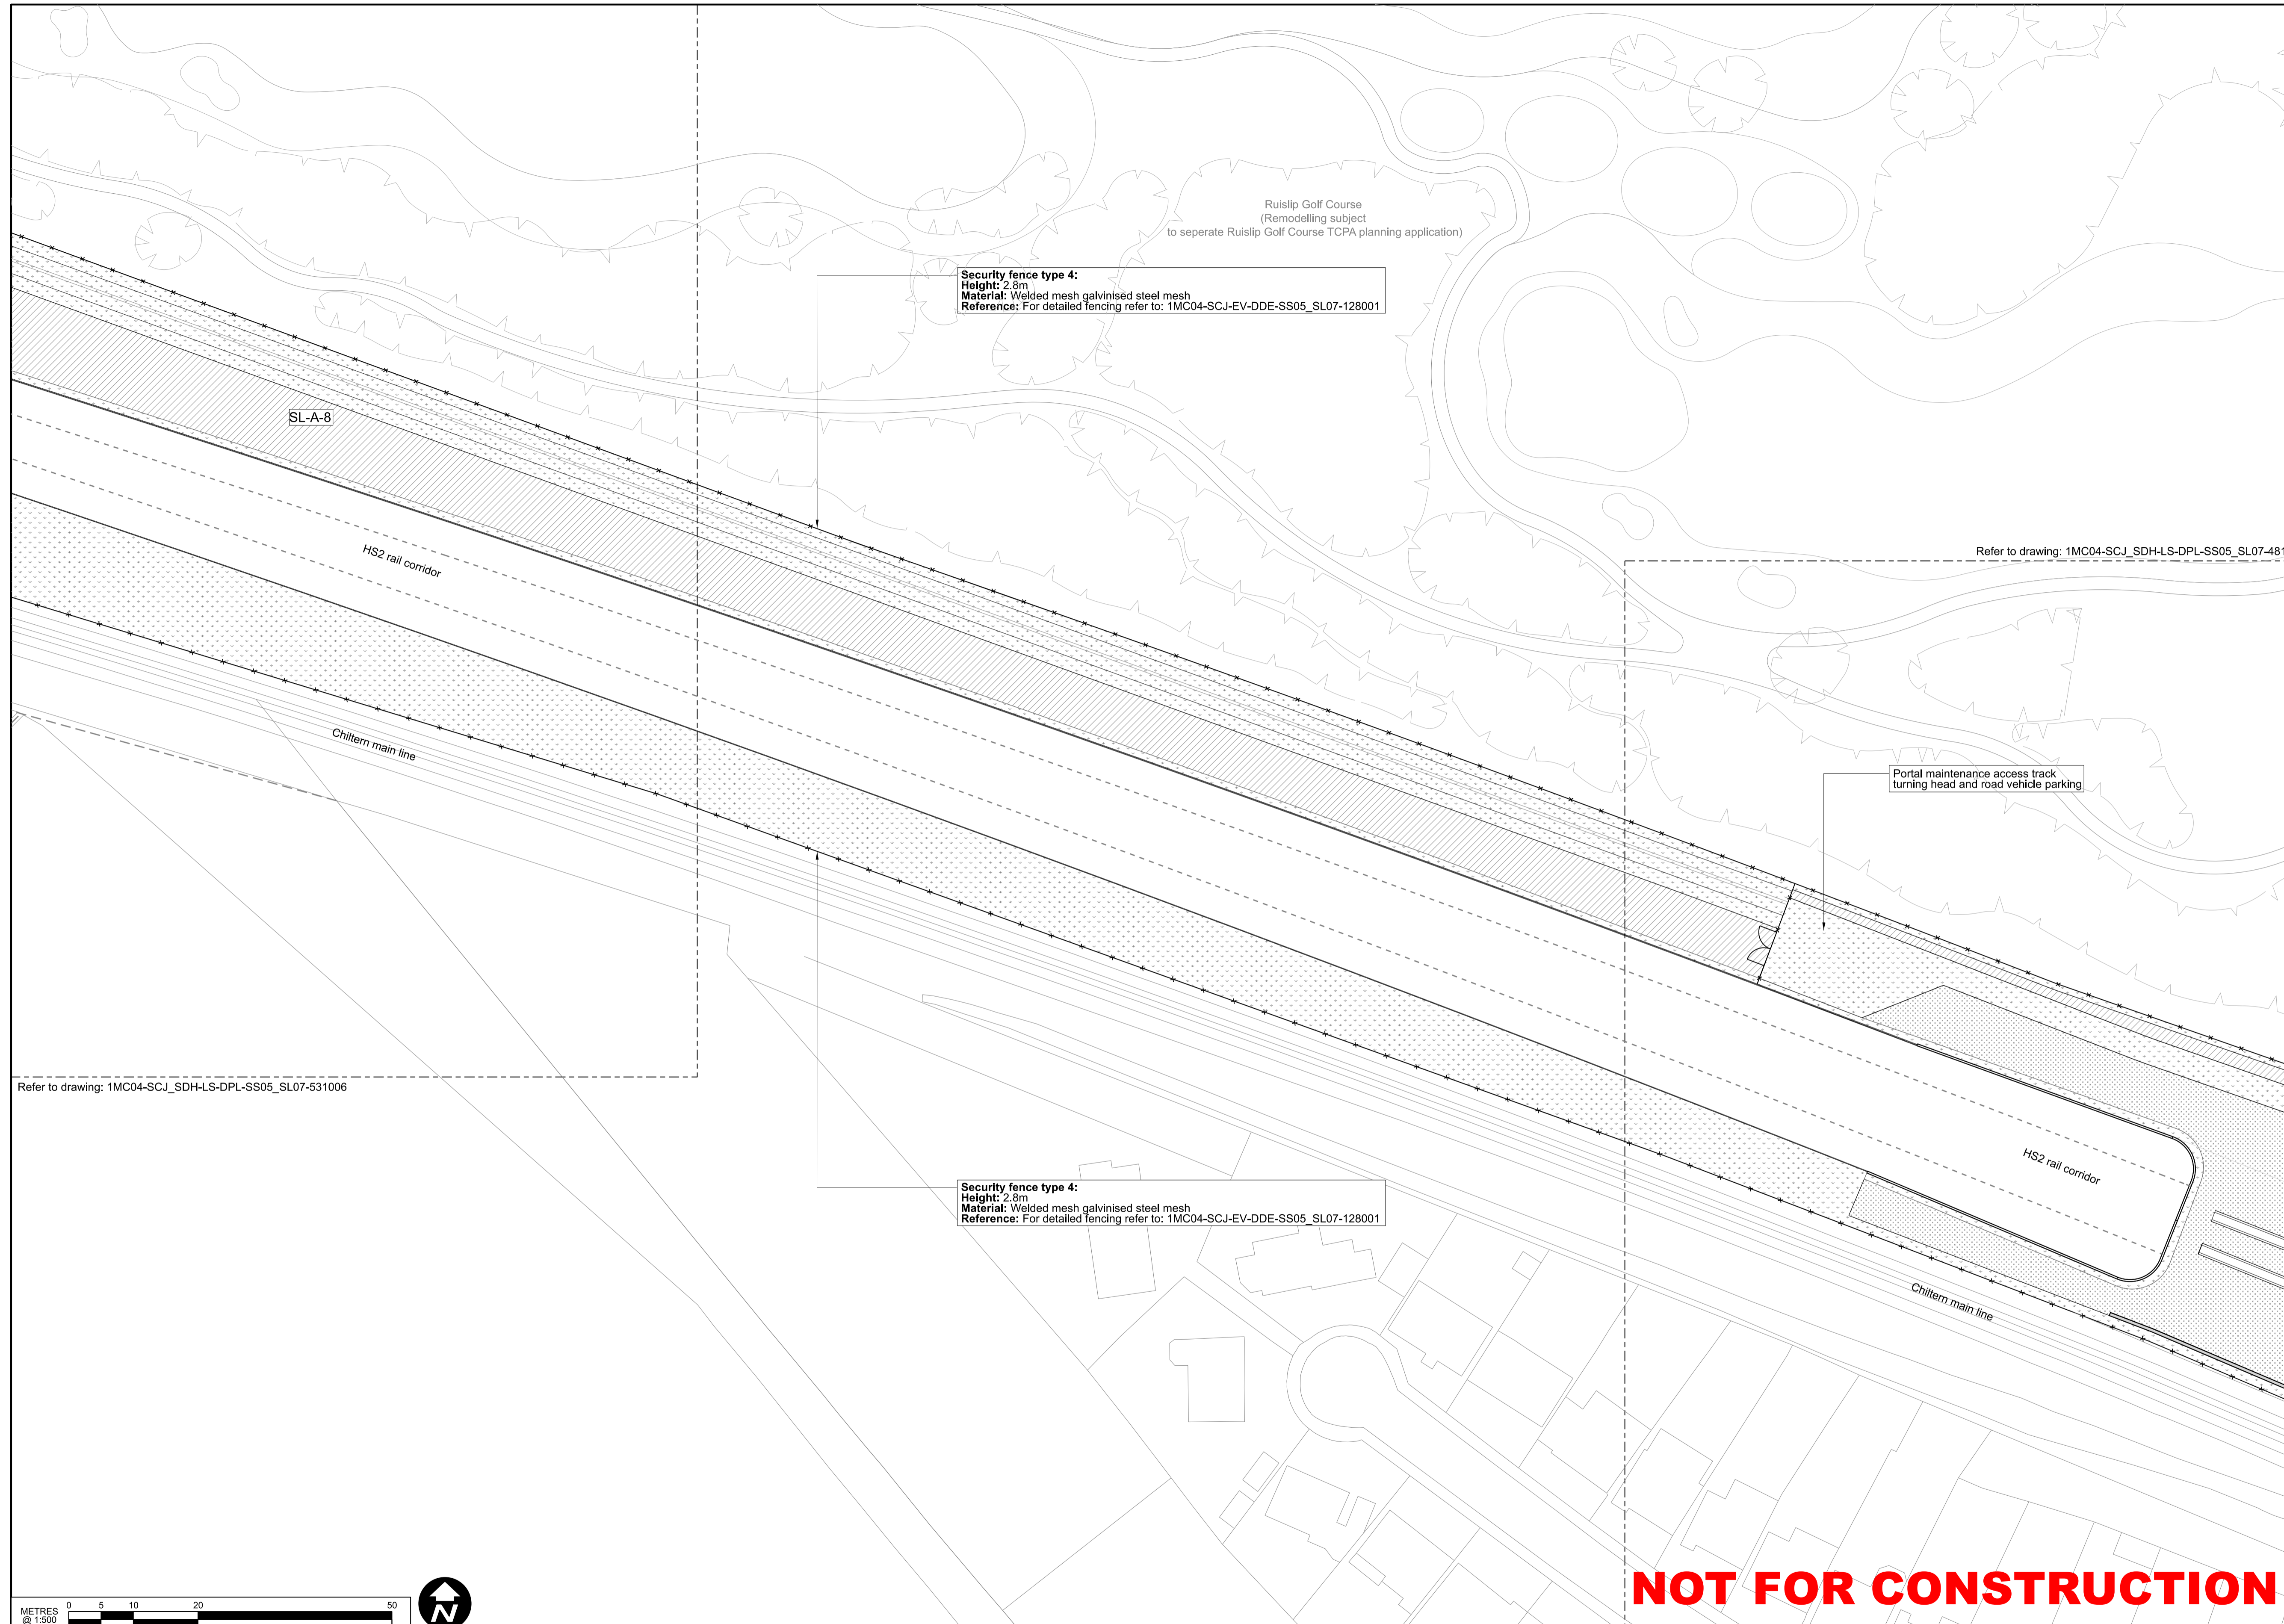 Ruislip Golf Course
(Remodelling subject
to seperate Ruislip Golf Course TCPA planning application)
Security fence type 4:
Height: 2.8m
Material: Welded mesh galvinised steel mesh
Reference: For detailed fencing refer to: 1MC04-SCJ-EV-DDE-SS05_SL07-128001
SL-A-8
HS2 rail corridor
Refer to drawing: 1MC04-SCJ_SDH-LS-DPL-SS05_SL07-481
Chiltern main line
Portal maintenance access track
turning head and road vehicle parking
Refer to drawing: 1MC04-SCJ_SDH-LS-DPL-SS05_SL07-531006
HS2 rail corridor
Security fence type 4:
Height: 2.8m
Material: Welded mesh galvinised steel mesh
Reference: For detailed fencing refer to: 1MC04-SCJ-EV-DDE-SS05_SL07-128001
Chiltern main line
NOT FOR CONSTRUCTION
METRES
@ 1:500
0 5 10 20 50
N